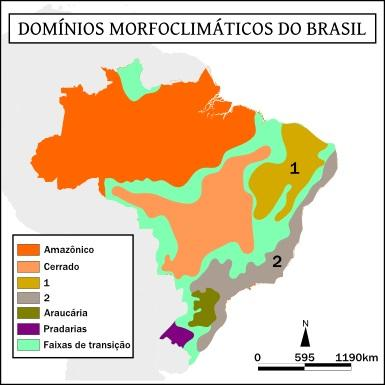 DOMÍNIOS MORFOCLIMÁTICOS DO BRASIL
1
2
Amazônico
Cerrado
1
2
Araucária
Pradarias
Faixas de transição
N
0 595 1190km